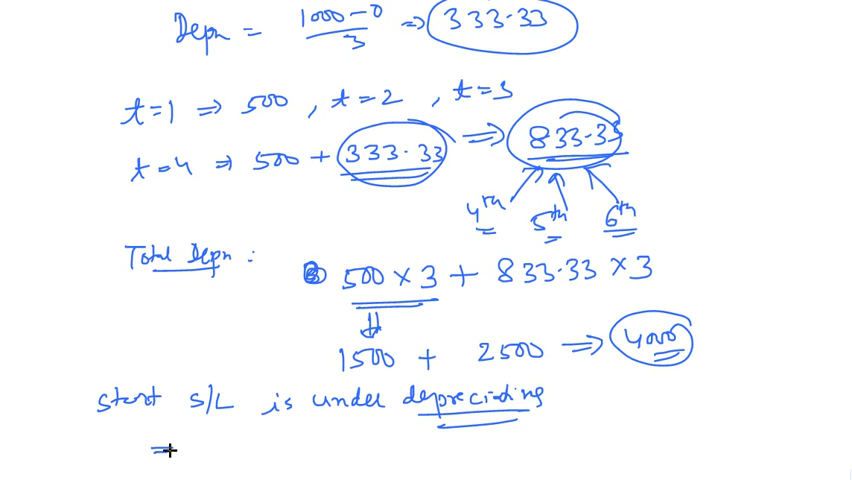 Depn = 1000-0/3 ⇒ 333.33
t=1 ⇒ 500, t=2, t=3
t=4 ⇒ 500 + 333.33 ⇒ 833.33
4th 5th 6th
Total Depn: 500 × 3 + 833.33 × 3
1500 + 2500 ⇒ 4000
start S/L is under depreciating
⇒